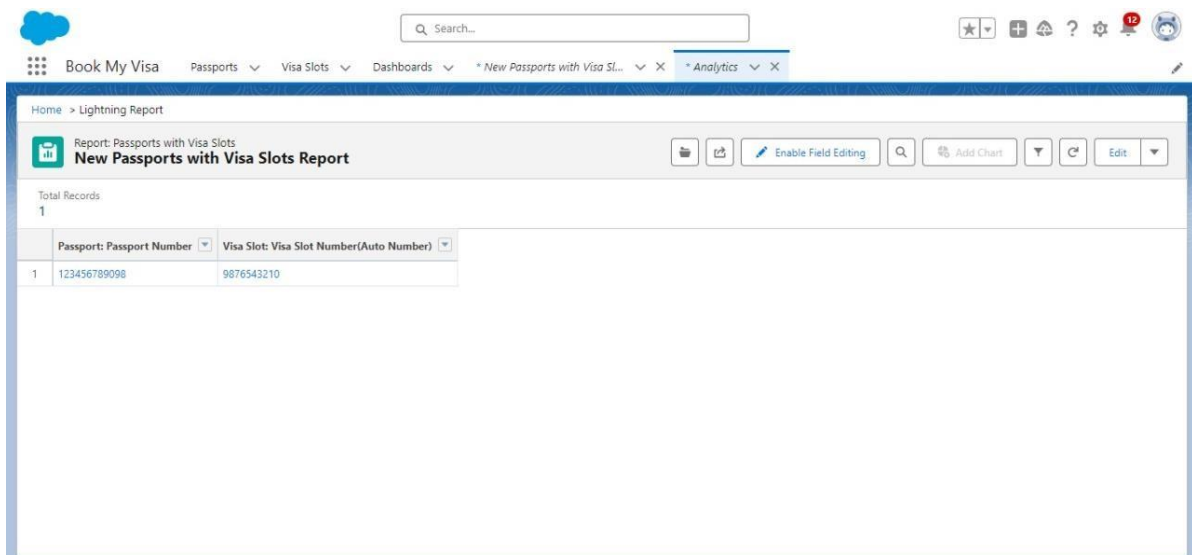 Search...
12
Book My Visa Passports Visa Slots Dashboards * New Passports with Visa Sl... * Analytics
Home > Lightning Report
Report: Passports with Visa Slots
New Passports with Visa Slots Report
Enable Field Editing Add Chart Edit
Total Records
1
Passport: Passport Number Visa Slot: Visa Slot Number(Auto Number)
1 123456789098 9876543210